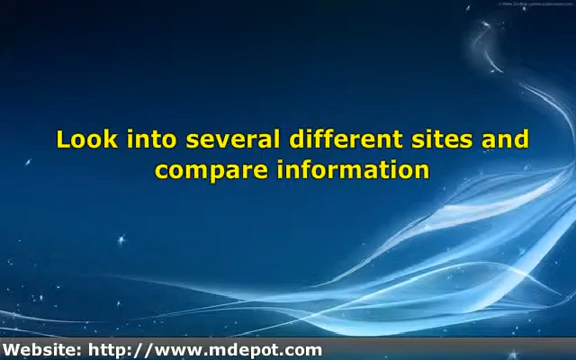 Look into several different sites and
compare information
Website: http://www.mdepot.com